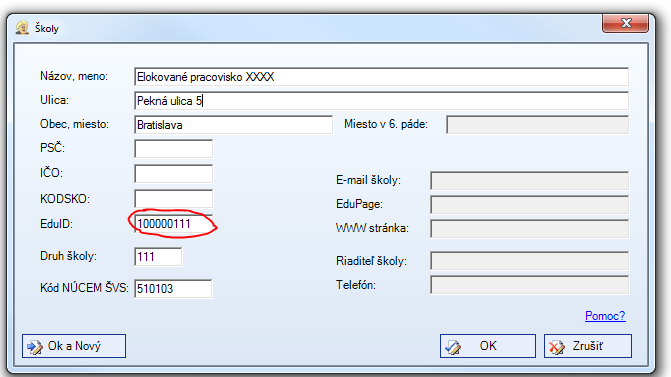 Školy
Názov, meno: Elokované pracovisko XXXX
Ulica: Pekná ulica 5
Obec, miesto: Bratislava Miesto v 6. páde:
PSČ:
IČO:
E-mail školy:
KODSKO:
EduPage:
EduID: 100000111
WWW stránka:
Druh školy: 111
Riaditeľ školy:
Kód NÚCEM ŠVS: 510103
Telefón:
Pomoc?
Ok a Nový OK Zrušiť